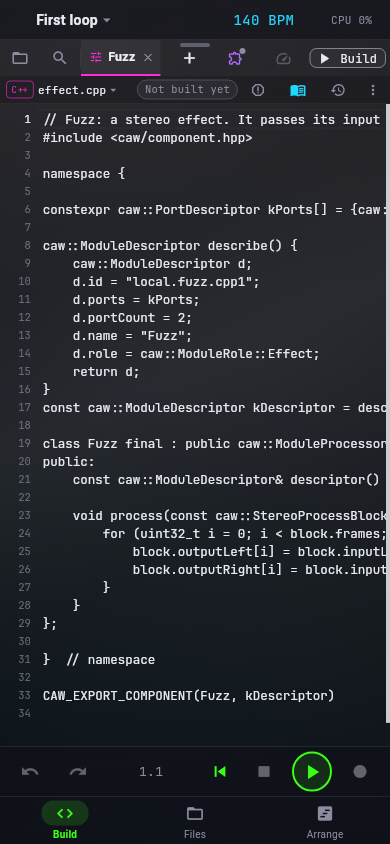 First loop
140 BPM
CPU 0%
Fuzz
Build
C++
effect.cpp
Not built yet
1 // Fuzz: a stereo effect. It passes its input
2 #include <caw/component.hpp>
3
4 namespace {
5
6 constexpr caw::PortDescriptor kPorts[] = {caw:
7
8 caw::ModuleDescriptor describe() {
9     caw::ModuleDescriptor d;
10     d.id = "local.fuzz.cpp1";
11     d.ports = kPorts;
12     d.portCount = 2;
13     d.name = "Fuzz";
14     d.role = caw::ModuleRole::Effect;
15     return d;
16 }
17 const caw::ModuleDescriptor kDescriptor = desc
18
19 class Fuzz final : public caw::ModuleProcessor
20 public:
21     const caw::ModuleDescriptor& descriptor()
22
23     void process(const caw::StereoProcessBlock
24         for (uint32_t i = 0; i < block.frames;
25             block.outputLeft[i] = block.inputL
26             block.outputRight[i] = block.input
27         }
28     }
29 };
30
31 }  // namespace
32
33 CAW_EXPORT_COMPONENT(Fuzz, kDescriptor)
34
1.1
Build
Files
Arrange